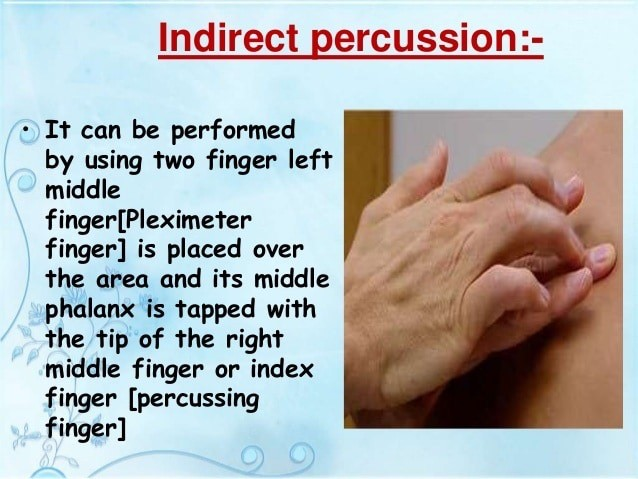 Indirect percussion:-
• It can be performed
by using two finger left
middle
finger[Pleximeter
finger] is placed over
the area and its middle
phalanx is tapped with
the tip of the right
middle finger or index
finger [percussing
finger]